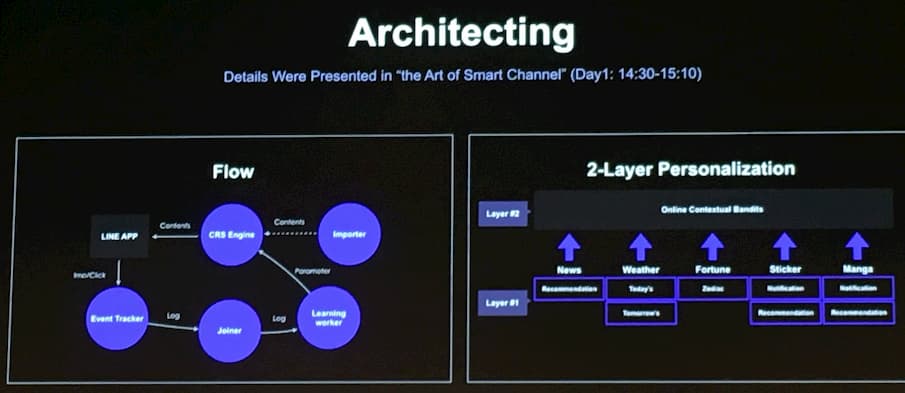 Architecting
Details Were Presented in “the Art of Smart Channel” (Day1: 14:30-15:10)
Flow
LINE APP
Contents
CRS Engine
Contents
Importer
Imp/Click
Parameter
Event Tracker
Log
Joiner
Log
Learning
worker
2-Layer Personalization
Layer #2
Online Contextual Bandits
News
Weather
Fortune
Sticker
Manga
Layer #1
Recommendation
Today's
Zodiac
Notification
Notification
Tomorrow's
Recommendation
Recommendation